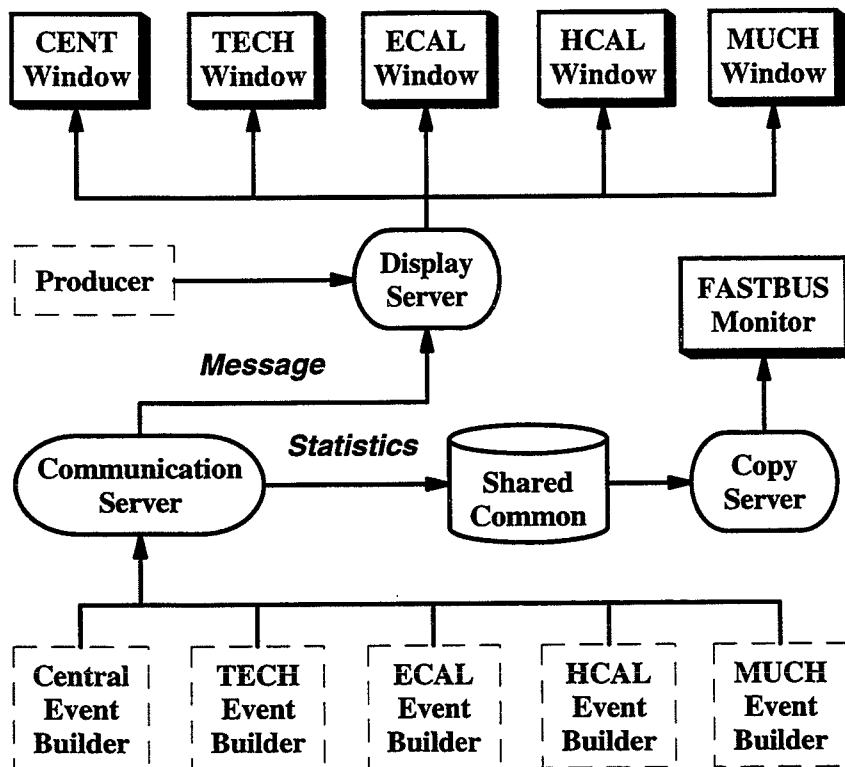 CENT
Window
TECH
Window
ECAL
Window
HCAL
Window
MUCH
Window
Producer
Display
Server
FASTBUS
Monitor
Message
Statistics
Communication
Server
Shared
Common
Copy
Server
Central
Event
Builder
TECH
Event
Builder
ECAL
Event
Builder
HCAL
Event
Builder
MUCH
Event
Builder